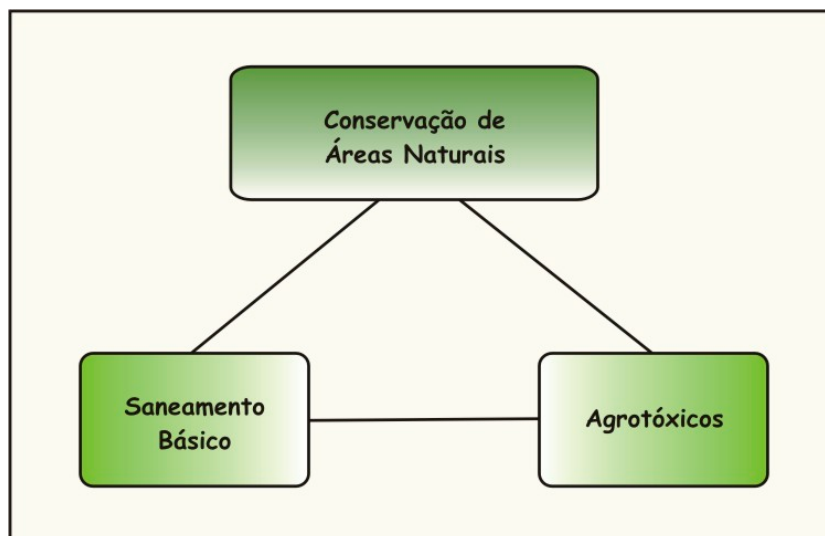 Conservação de
Áreas Naturais
Saneamento
Básico
Agrotóxicos